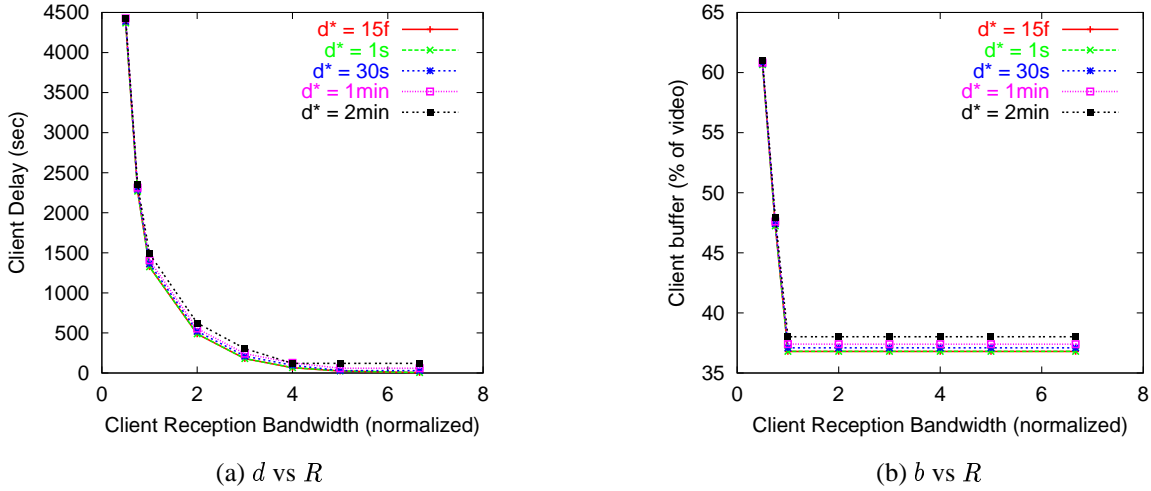 4500
4000
3500
3000
2500
2000
1500
1000
500
0
0
2
4
6
8
Client Delay (sec)
Client Reception Bandwidth (normalized)
d* = 15f
d* = 1s
d* = 30s
d* = 1min
d* = 2min
(a) d vs R
65
60
55
50
45
40
35
0
2
4
6
8
Client buffer (% of video)
Client Reception Bandwidth (normalized)
d* = 15f
d* = 1s
d* = 30s
d* = 1min
d* = 2min
(b) b vs R